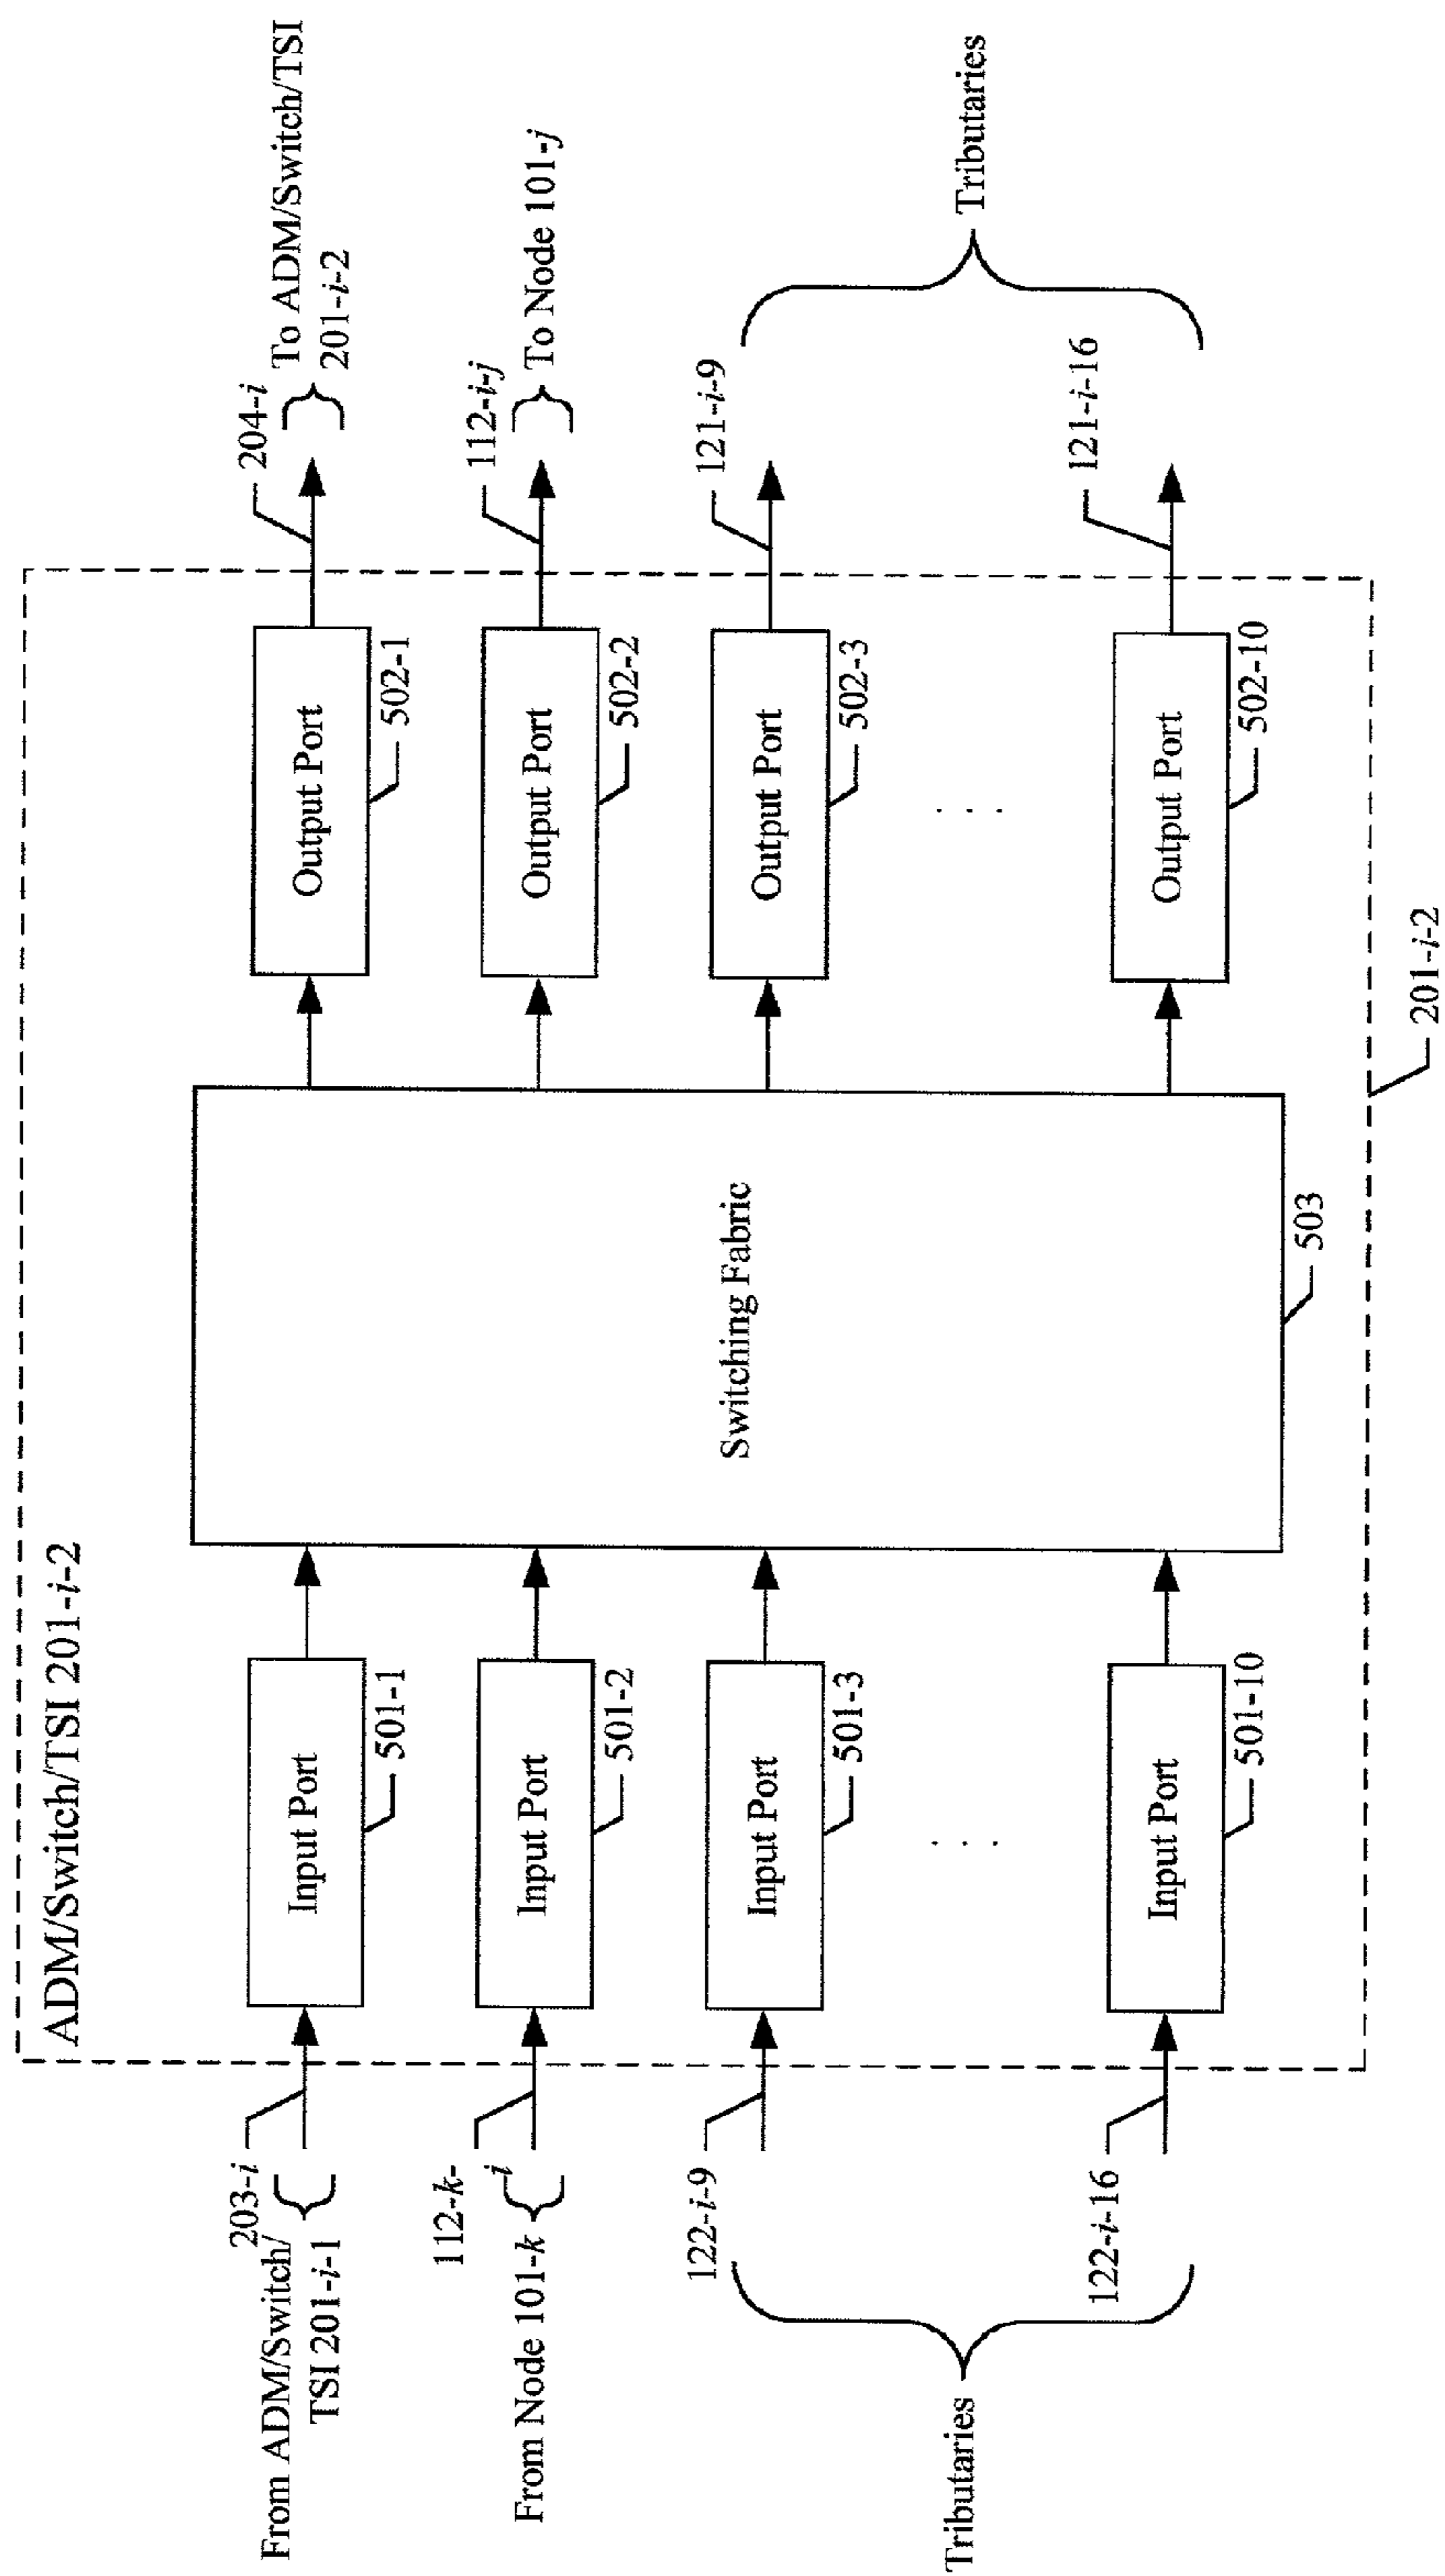 ADM/Switch/TSI 201-i-2
203-i
From ADM/Switch/
TSI 201-i-1
Input Port
501-1
Output Port
502-1
204-i
To ADM/Switch/TSI
201-i-2
112-k-
i
From Node 101-k
Input Port
501-2
Output Port
502-2
112-i-j
To Node 101-j
122-i-9
Input Port
501-3
Switching Fabric
Output Port
502-3
121-i-9
. . .
. . .
Tributaries
Tributaries
122-i-16
Input Port
501-10
Output Port
502-10
121-i-16
503
201-i-2